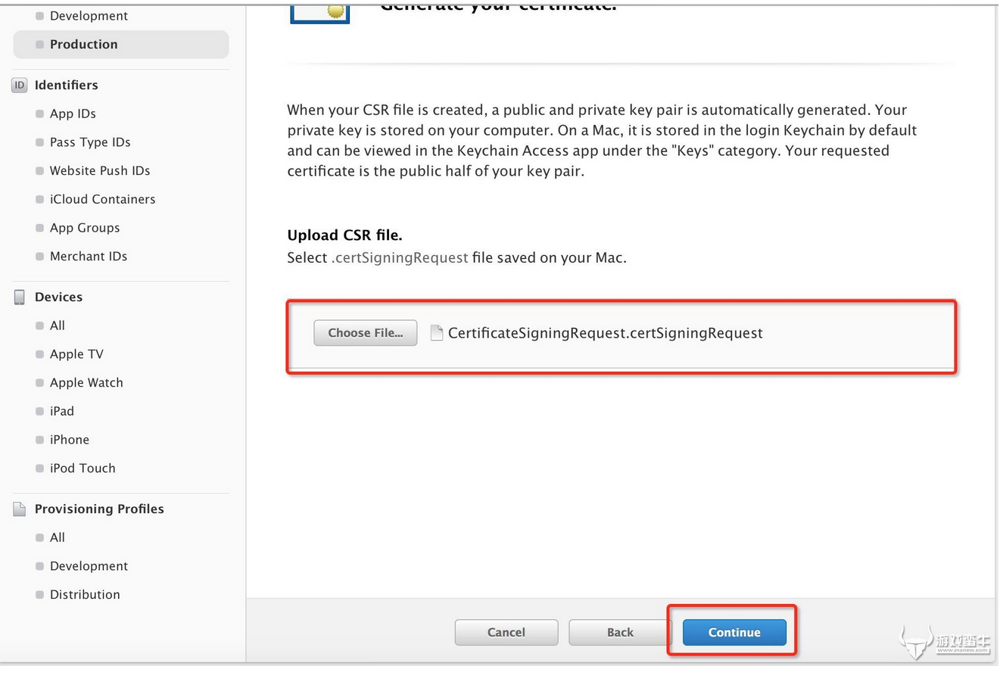 Development
Production
ID Identifiers
App IDs
Pass Type IDs
Website Push IDs
iCloud Containers
App Groups
Merchant IDs
Devices
All
Apple TV
Apple Watch
iPad
iPhone
iPod Touch
Provisioning Profiles
All
Development
Distribution
Generate your certificate.
When your CSR file is created, a public and private key pair is automatically generated. Your
private key is stored on your computer. On a Mac, it is stored in the login Keychain by default
and can be viewed in the Keychain Access app under the "Keys" category. Your requested
certificate is the public half of your key pair.
Upload CSR file.
Select .certSigningRequest file saved on your Mac.
Choose File... CertificateSigningRequest.certSigningRequest
Cancel Back Continue
游戏蛮牛
www.manew.com